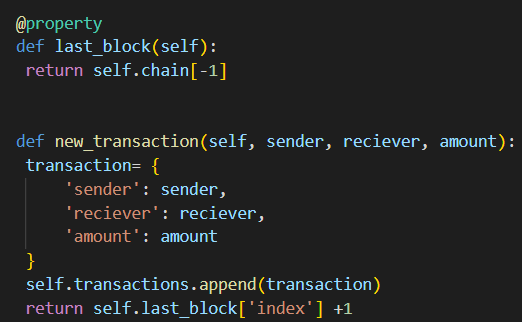 @property
def last_block(self):
 return self.chain[-1]
def new_transaction(self, sender, reciever, amount):
 transaction= {
     'sender': sender,
     'reciever': reciever,
     'amount': amount
 }
 self.transactions.append(transaction)
 return self.last_block['index'] +1